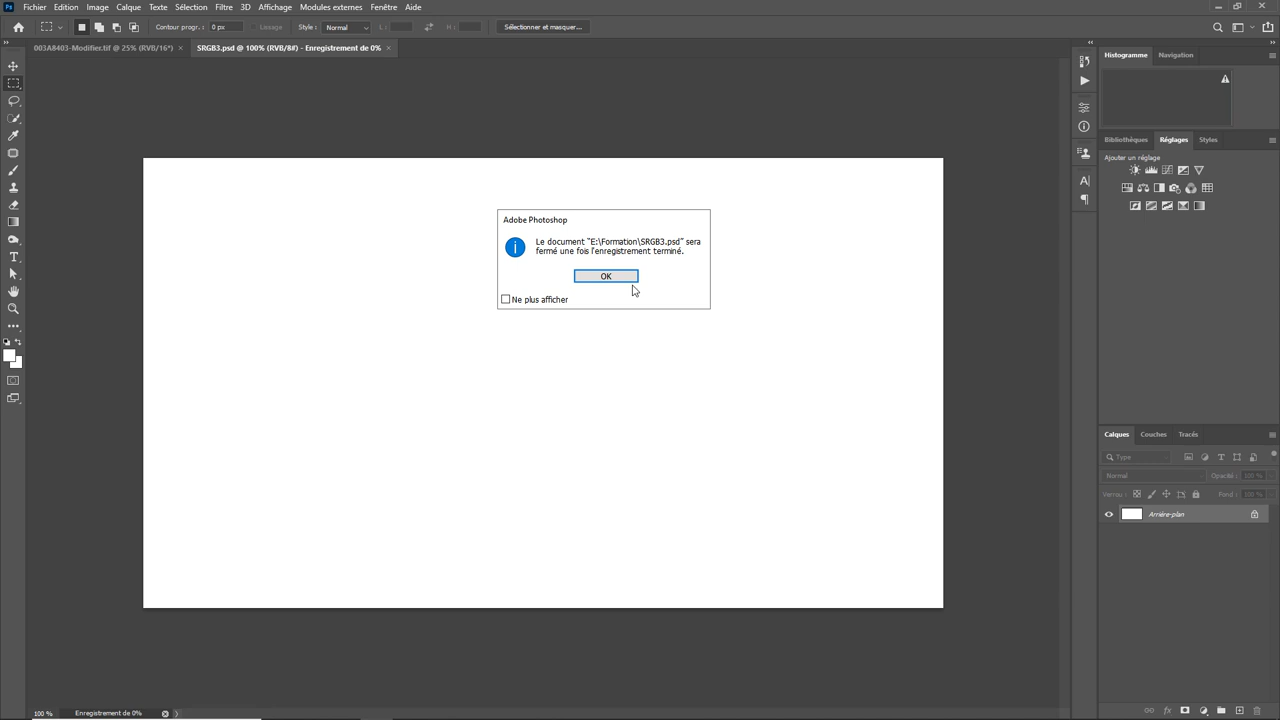 Ps Fichier Edition Image Calque Texte Sélection Filtre 3D Affichage Modules externes Fenêtre Aide
Contour progr. : 0 px Lissage Style : Normal L : H : Sélectionner et masquer...
003A8403-Modifier.tif @ 25% (RVB/16*) × SRGB3.psd @ 100% (RVB/8#) - Enregistrement de 0% ×
Histogramme Navigation
Bibliothèques Réglages Styles
Ajouter un réglage
Adobe Photoshop
Le document "E:\Formation\SRGB3.psd" sera
fermé une fois l'enregistrement terminé.
OK
Ne plus afficher
Calques Couches Tracés
Type
Normal Opacité : 100 %
Verrou : Fond : 100 %
Arrière-plan
100 % Enregistrement de 0%